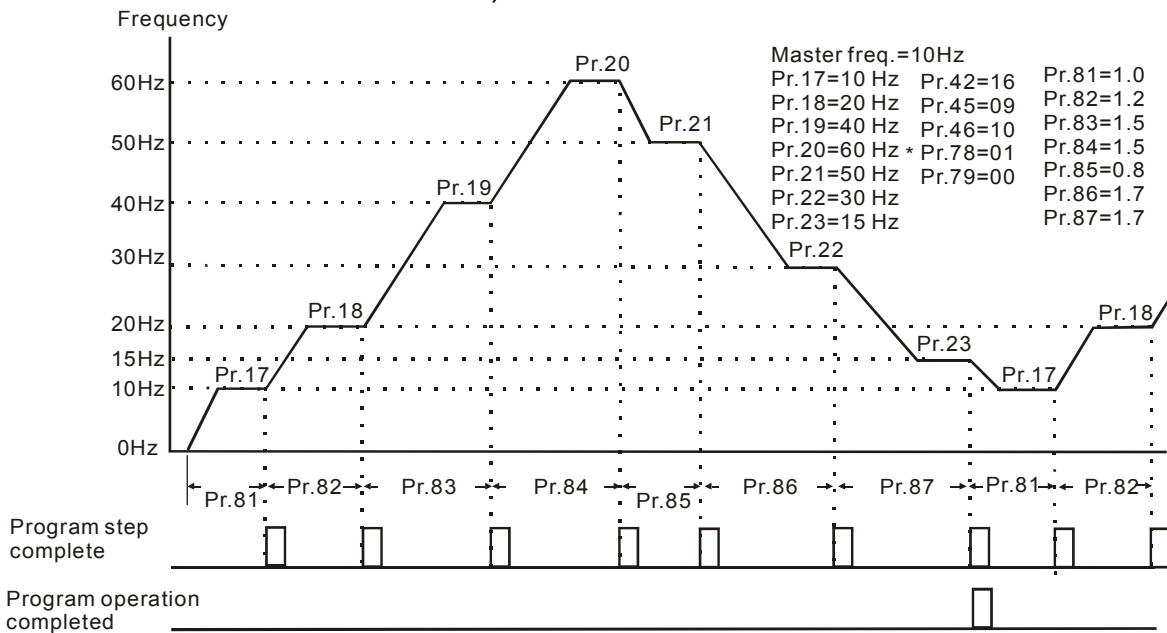 Frequency
60Hz
50Hz
40Hz
30Hz
20Hz
15Hz
10Hz
0Hz
Pr.17
Pr.18
Pr.19
Pr.20
Pr.21
Pr.22
Pr.23
Pr.17
Pr.18
Master freq.=10Hz
Pr.17=10 Hz
Pr.18=20 Hz
Pr.19=40 Hz
Pr.20=60 Hz
Pr.21=50 Hz
Pr.22=30 Hz
Pr.23=15 Hz
Pr.42=16
Pr.45=09
Pr.46=10
* Pr.78=01
Pr.79=00
Pr.81=1.0
Pr.82=1.2
Pr.83=1.5
Pr.84=1.5
Pr.85=0.8
Pr.86=1.7
Pr.87=1.7
Pr.81
Pr.82
Pr.83
Pr.84
Pr.85
Pr.86
Pr.87
Pr.81
Pr.82
Program step
complete
Program operation
completed